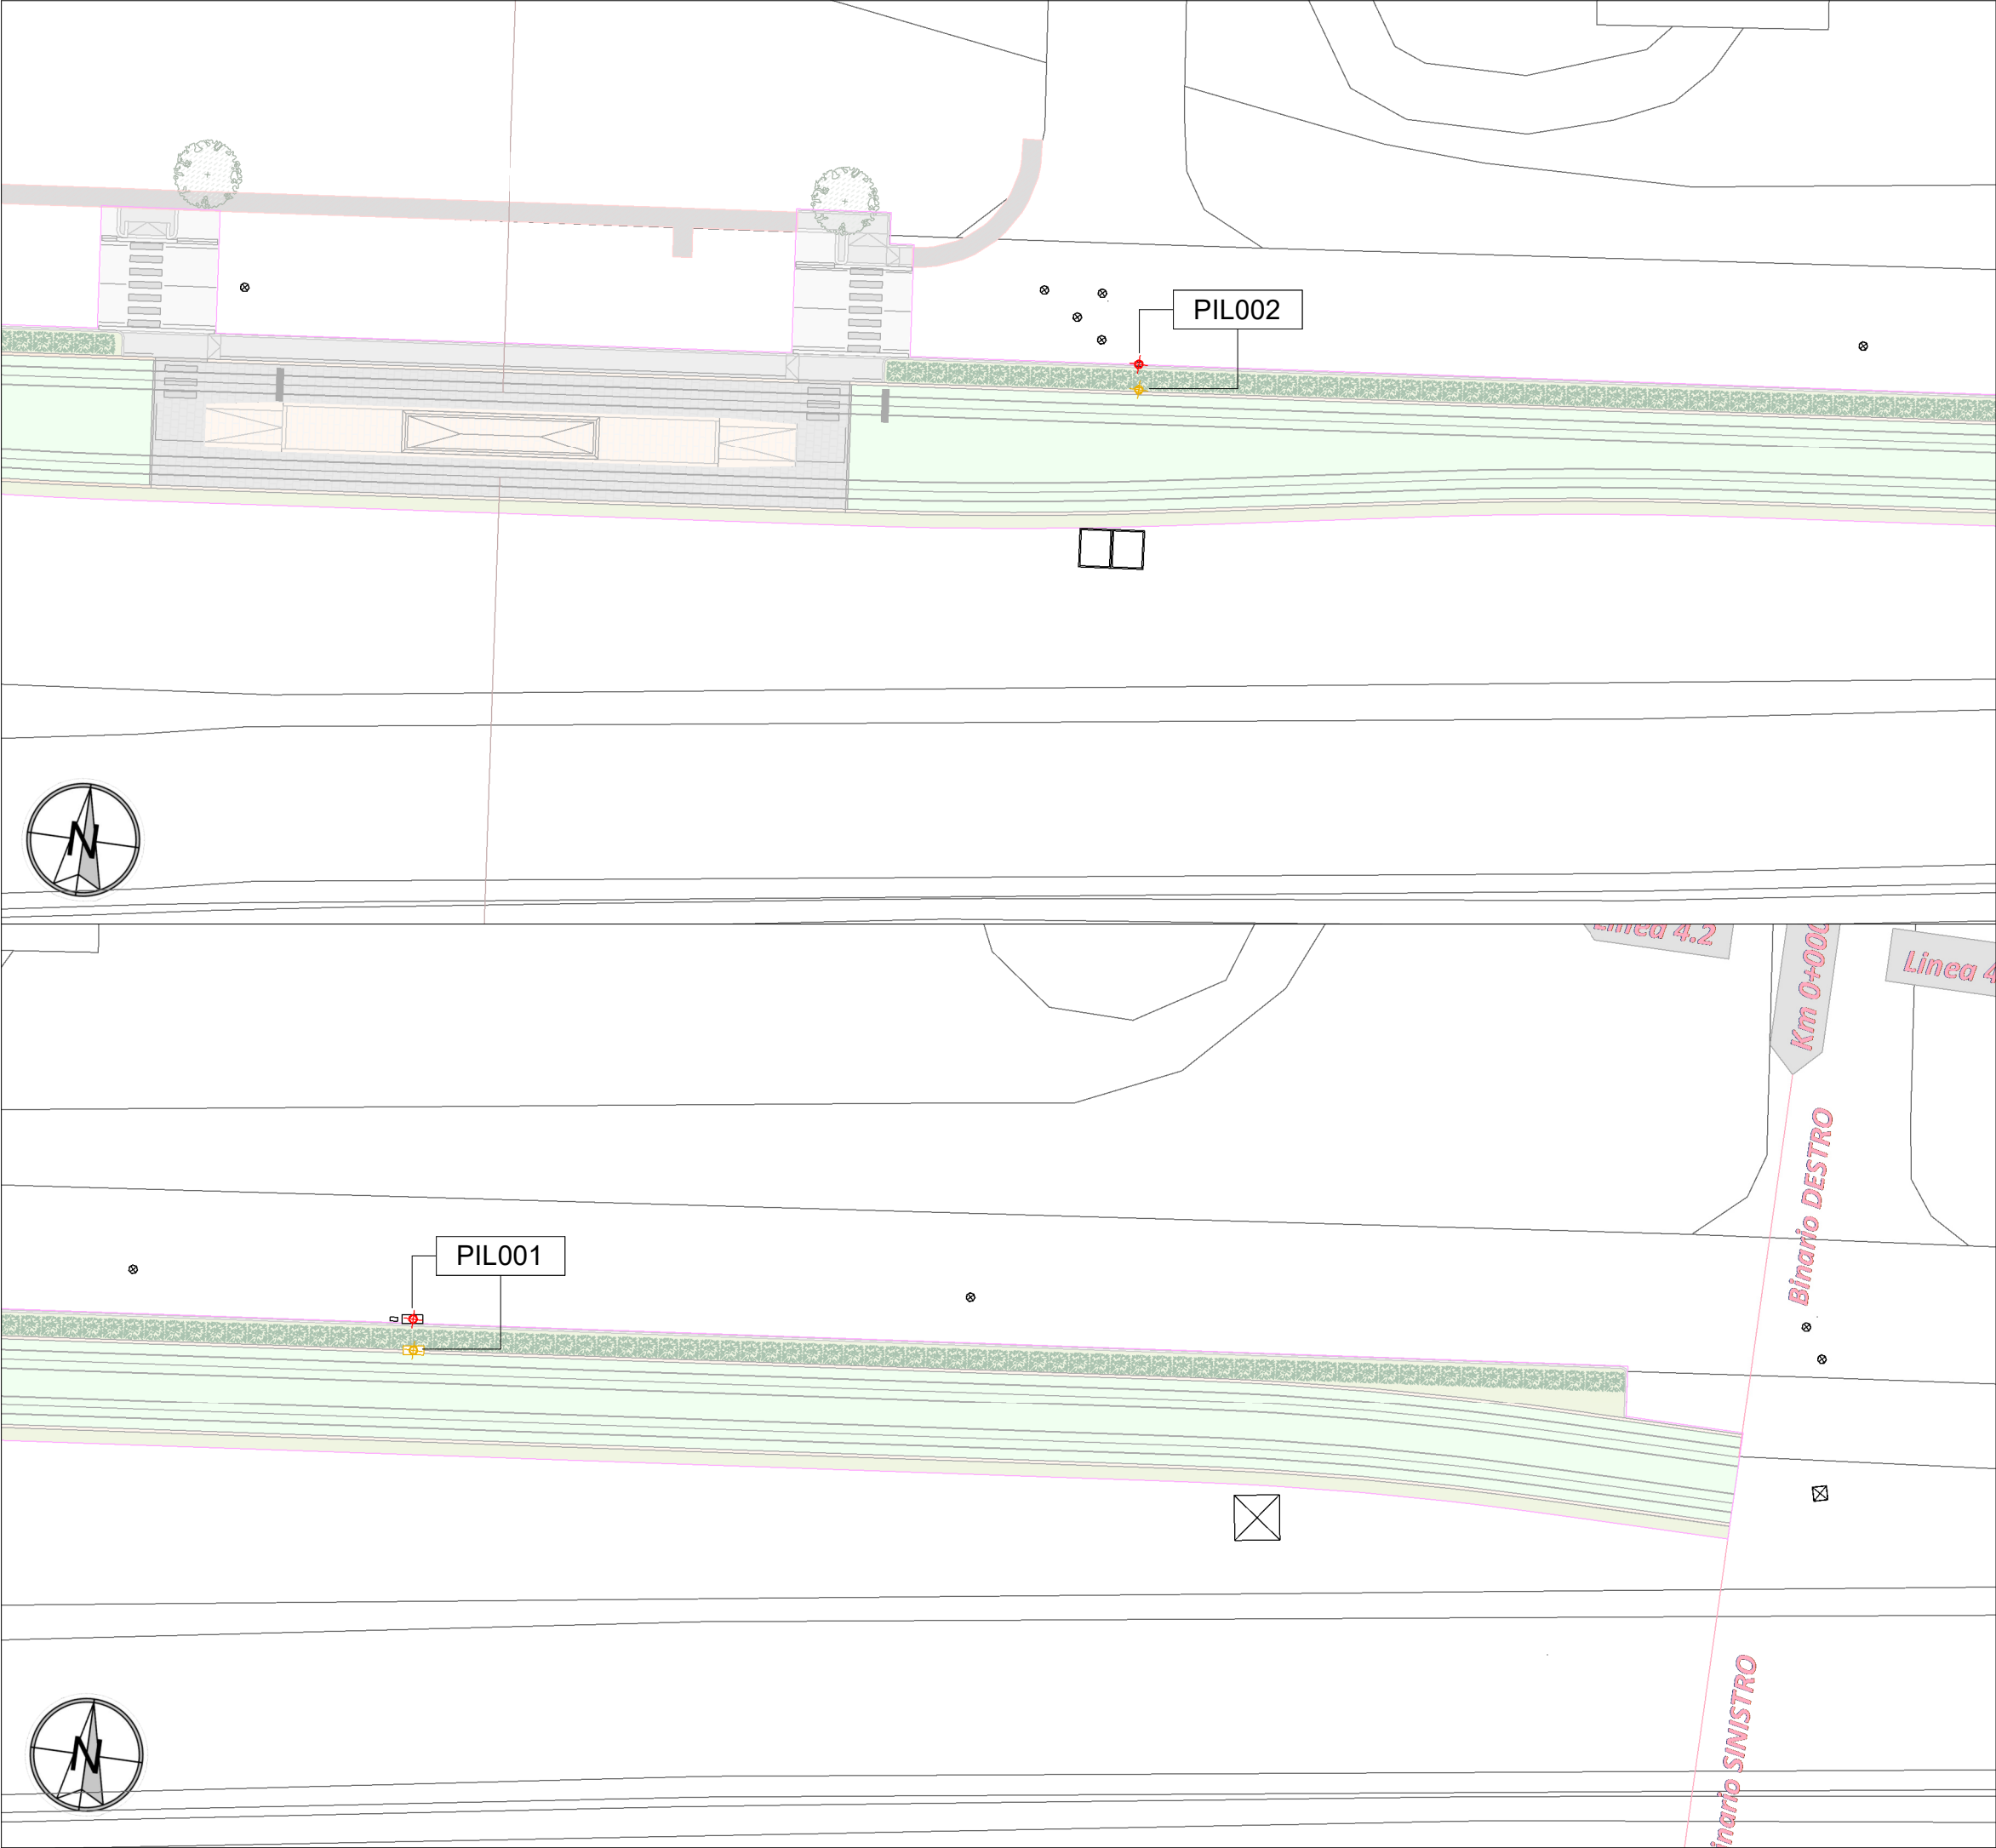 PIL002
N
Linea 4.2
Km 0+000
Linea 4
Binario DESTRO
PIL001
inario SINISTRO
N